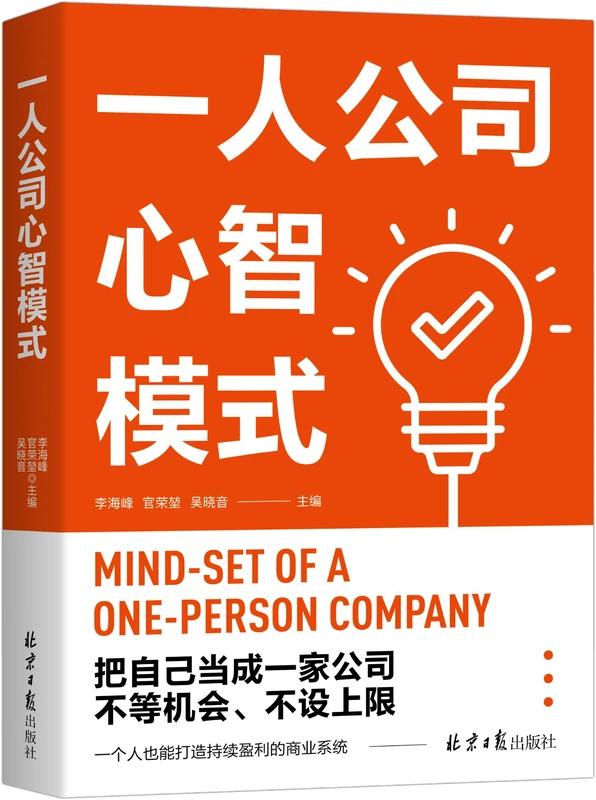 一人公司
心智
模式
李海峰 官荣堃 吴晓音 主编
MIND-SET OF A
ONE-PERSON COMPANY
把自己当成一家公司
不等机会、不设上限
一个人也能打造持续盈利的商业系统
北京日报出版社
一人公司心智模式
李海峰
官荣堃◎主编
吴晓音
北京日报出版社